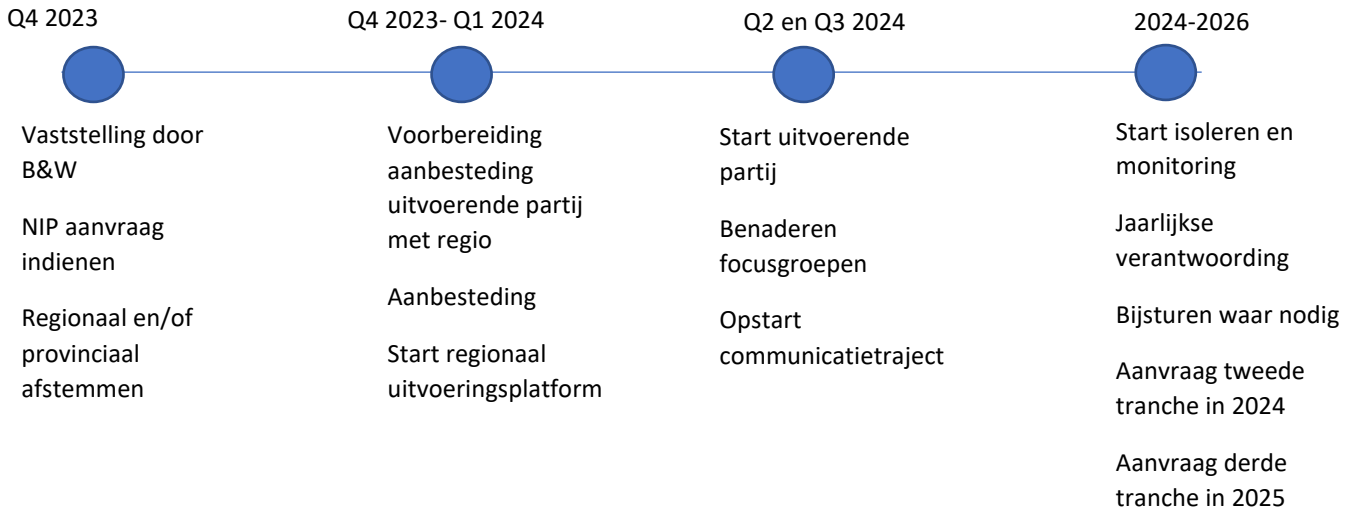 Q4 2023
Q4 2023- Q1 2024
Q2 en Q3 2024
2024-2026
Vaststelling door
B&W
NIP aanvraag
indienen
Regionaal en/of
provinciaal
afstemmen
Voorbereiding
aanbesteding
uitvoerende partij
met regio
Aanbesteding
Start regionaal
uitvoeringsplatform
Start uitvoerende
partij
Benaderen
focusgroepen
Opstart
communicatietraject
Start isoleren en
monitoring
Jaarlijkse
verantwoording
Bijsturen waar nodig
Aanvraag tweede
tranche in 2024
Aanvraag derde
tranche in 2025